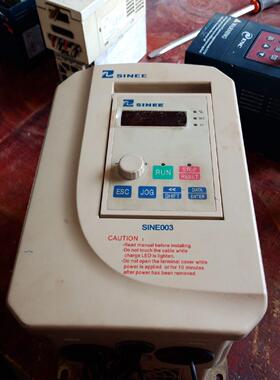 SINEE
SINEE
RUN
STOP
RESET
ESC
JOG
<<
SHIFT
DATA
ENTER
SINE003
CAUTION :
-Read manual before installing.
-Do not touch the cable while
charge LED is lighten.
-Do not open the terminal cover while
power is applied or for 10 minutes
after power has been removed.